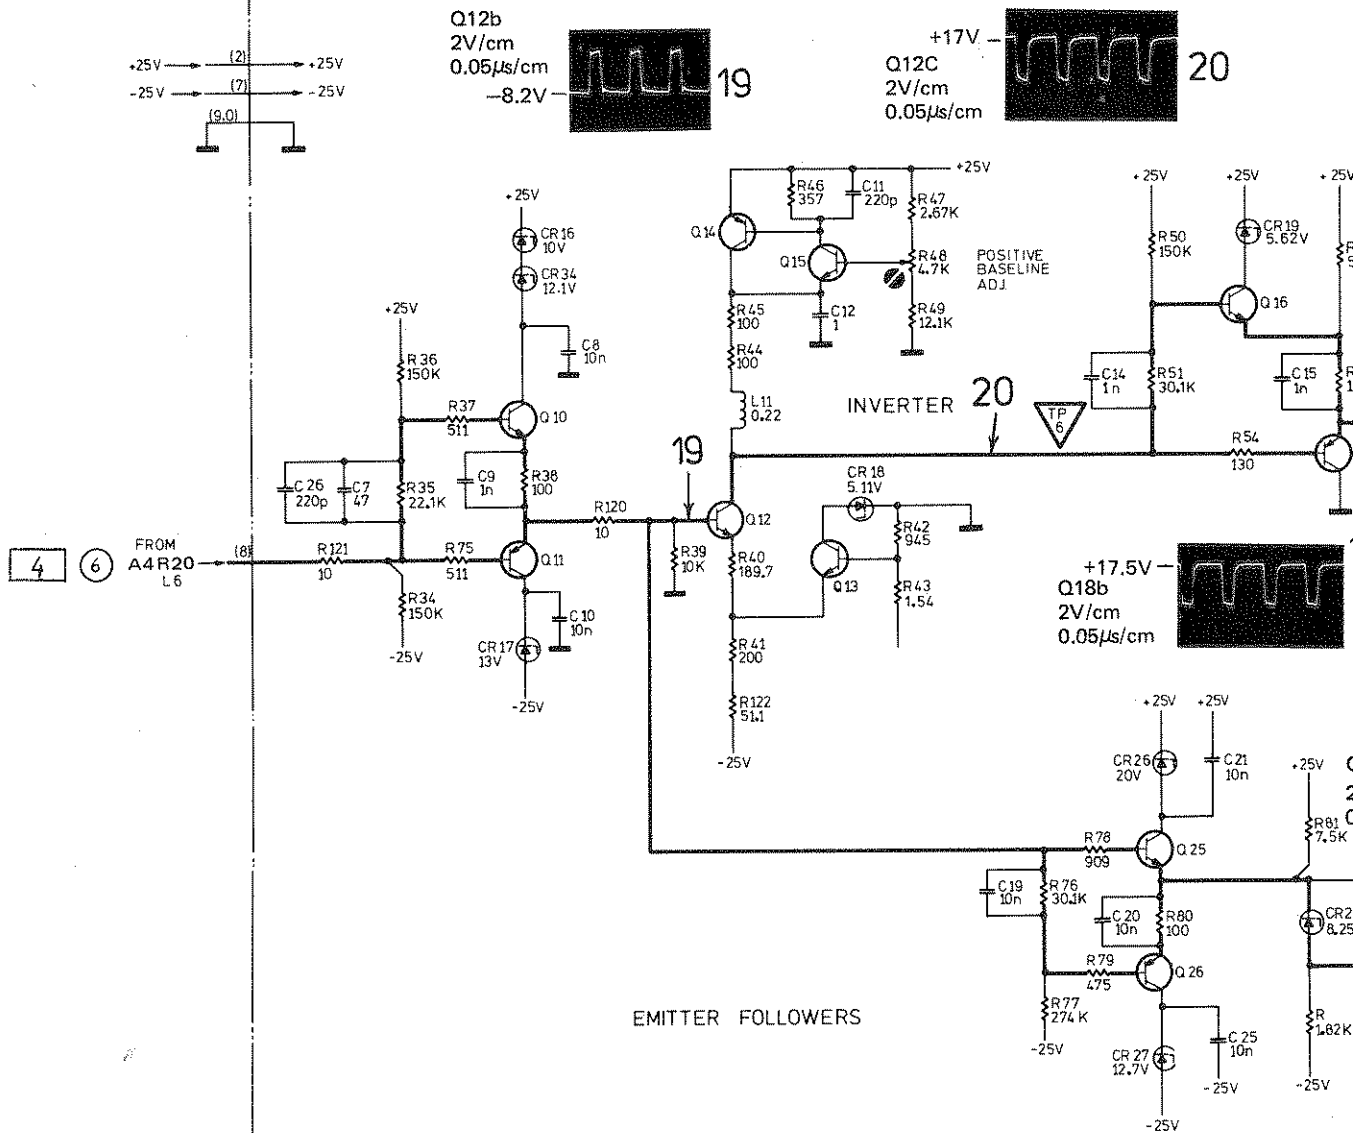 Q12b
2V/cm
0.05µs/cm
−8.2V
19
+17V
Q12C
2V/cm
0.05µs/cm
20
+25V (2) +25V
-25V (7) -25V
(9.0)
+25V
CR16
10V
CR34
12.1V
C8
10n
+25V
R36
150K
R37
511
Q10
C26
220p
C7
47
R35
22.1K
C9
1n
R38
100
4
6
FROM
A4R20
L6
(8)
R121
10
R75
511
Q11
R34
150K
-25V
C10
10n
CR17
13V
-25V
R120
10
19
R39
10K
+25V
R46
357
C11
220p
R47
2.67K
Q14
Q15
R48
4.7K
POSITIVE
BASELINE
ADJ.
R45
100
C12
1
R49
12.1K
R44
100
L11
0.22
INVERTER
20
TP
6
Q12
CR18
5.11V
R42
945
R40
189.7
Q13
R43
1.54
R41
200
R122
51.1
-25V
+25V
R50
150K
+25V
CR19
5.62V
+25V
Q16
C14
1n
R51
30.1K
C15
1n
R54
130
+17.5V
Q18b
2V/cm
0.05µs/cm
+25V
CR26
20V
+25V
C21
10n
+25V
R81
7.5K
R78
909
Q25
C19
10n
R76
30.1K
C20
10n
R80
100
CR2
8.25
R79
475
Q26
R77
274K
-25V
CR27
12.7V
-25V
C25
10n
-25V
R
1.82K
-25V
EMITTER FOLLOWERS